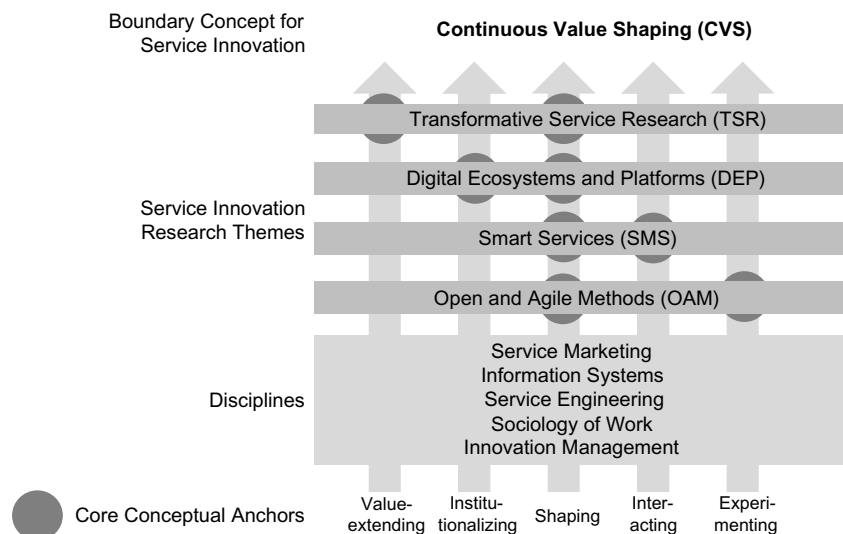 Boundary Concept for
Service Innovation
Continuous Value Shaping (CVS)
Transformative Service Research (TSR)
Digital Ecosystems and Platforms (DEP)
Service Innovation
Research Themes
Smart Services (SMS)
Open and Agile Methods (OAM)
Disciplines
Service Marketing
Information Systems
Service Engineering
Sociology of Work
Innovation Management
Core Conceptual Anchors
Value-
extending
Institu-
tionalizing
Shaping
Inter-
acting
Experi-
menting